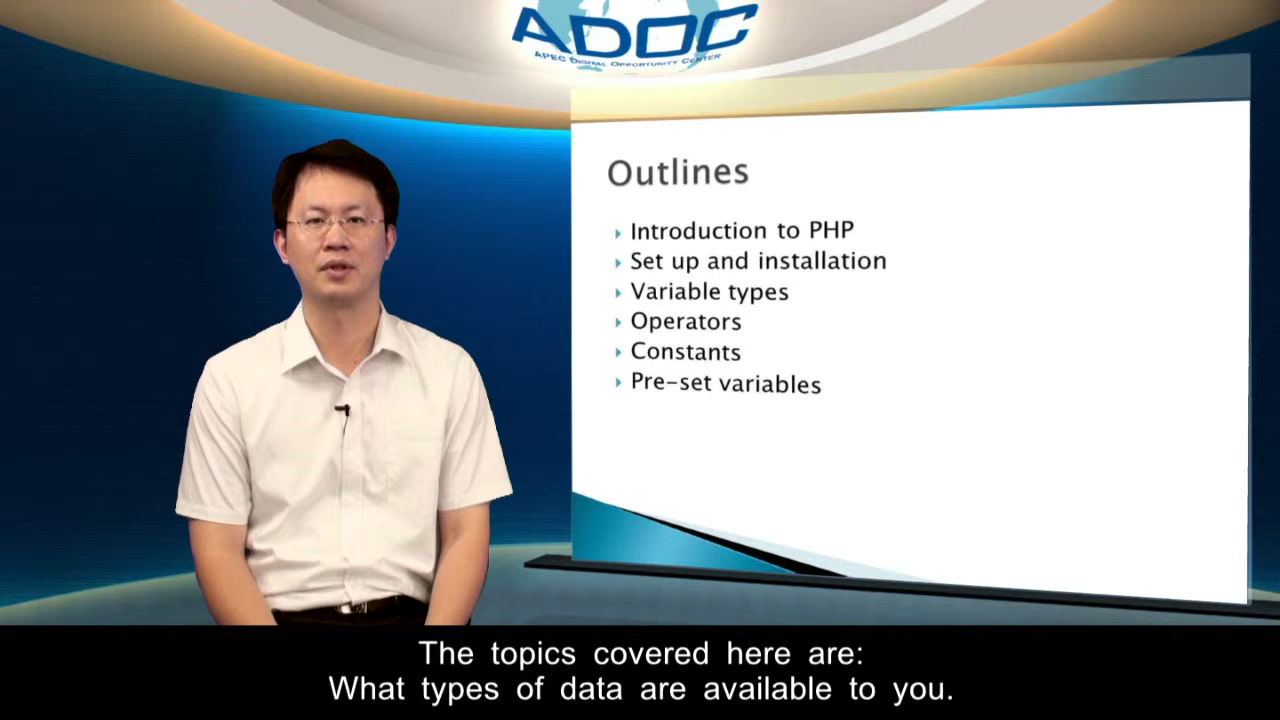 ADOC
APEC DIGITAL OPPORTUNITY CENTER
Outlines
Introduction to PHP
Set up and installation
Variable types
Operators
Constants
Pre-set variables
The topics covered here are:
What types of data are available to you.